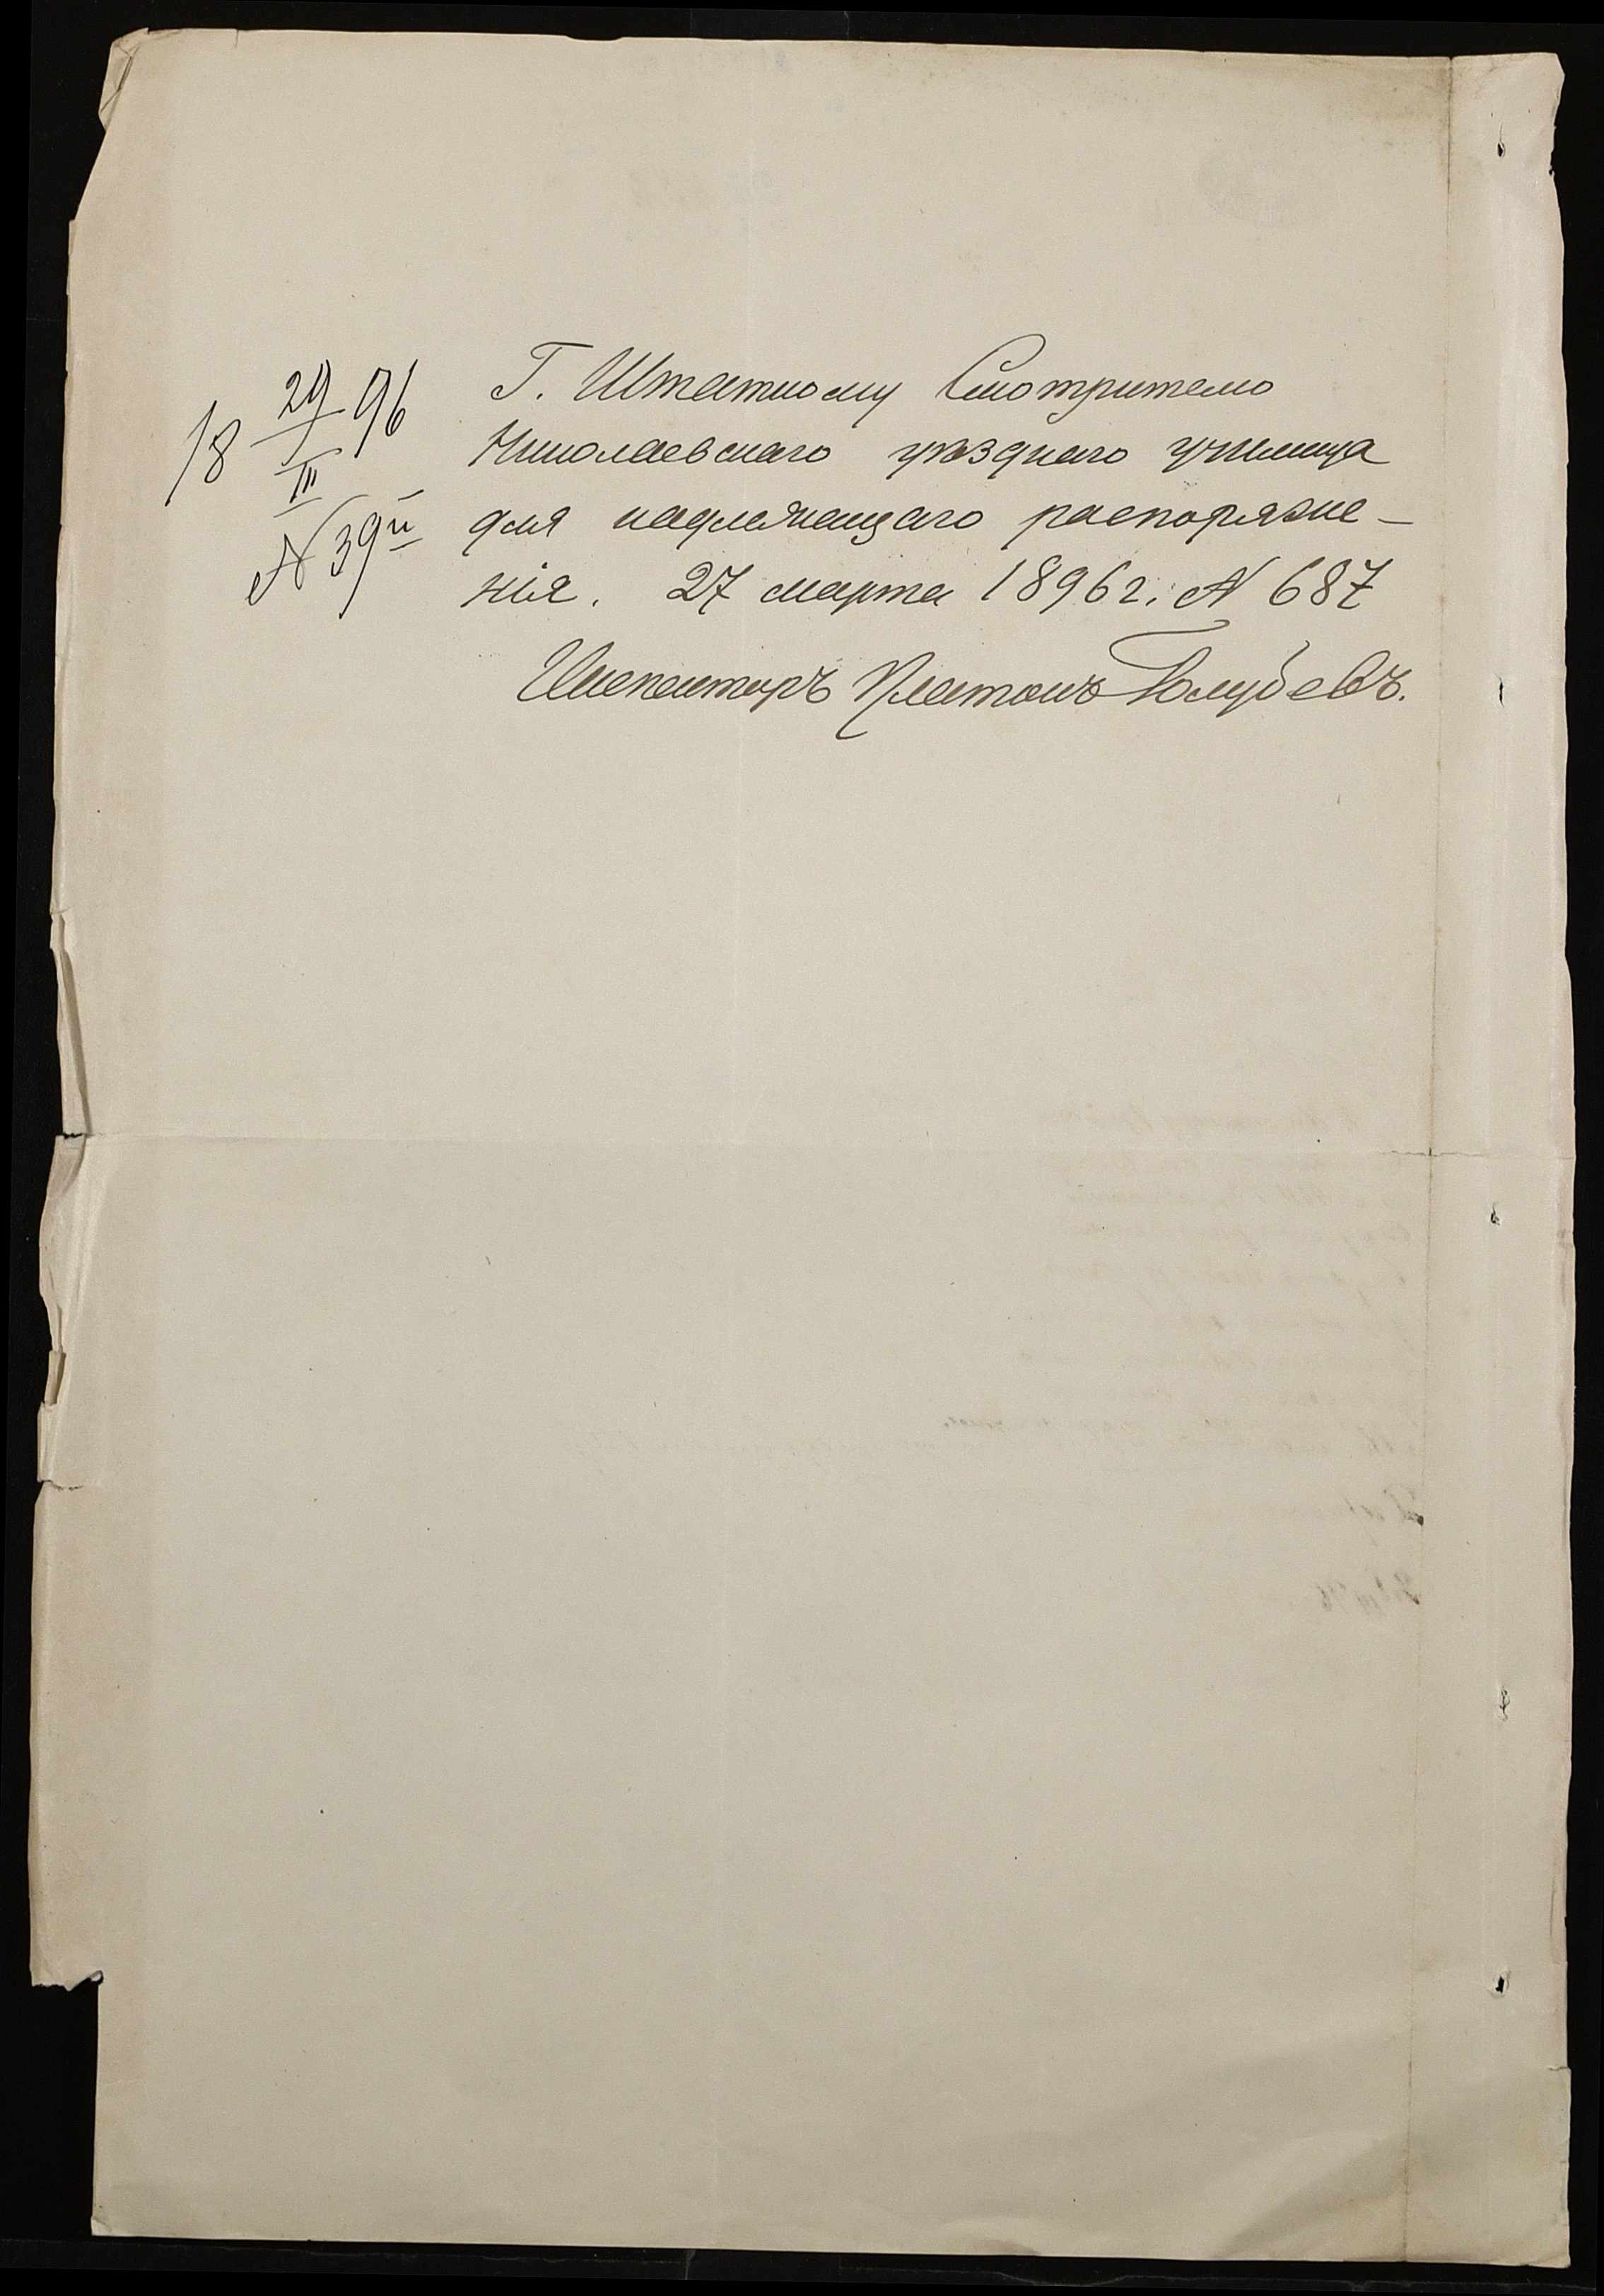 18 29/III 96
№ 39й
Г. Штатному Смотрителю
Николаевскаго уѣзднаго училища
для надлежащаго распоряже-
нія. 27 марта 1896 г. № 687
Инспекторъ Платонъ Голубевъ.